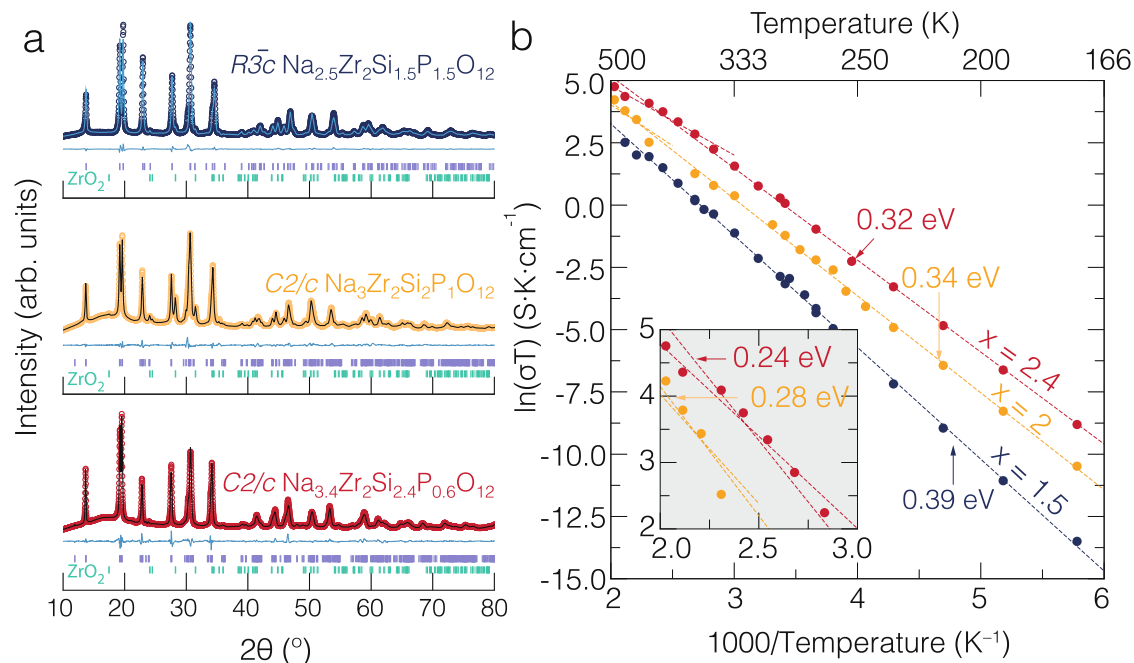 a
Intensity (arb. units)
R3̄c Na₂.₅Zr₂Si₁.₅P₁.₅O₁₂
ZrO₂
C2/c Na₃Zr₂Si₂P₁O₁₂
ZrO₂
C2/c Na₃.₄Zr₂Si₂.₄P₀.₆O₁₂
ZrO₂
10 20 30 40 50 60 70 80
2θ (°)
b
Temperature (K)
500 333 250 200 166
ln(σT) (S·K·cm⁻¹)
5.0
2.5
0.0
-2.5
-5.0
-7.5
-10.0
-12.5
-15.0
0.32 eV
0.34 eV
0.39 eV
x = 2.4
x = 2
x = 1.5
5
4
3
2
0.24 eV
0.28 eV
2.0 2.5 3.0
2 3 4 5 6
1000/Temperature (K⁻¹)